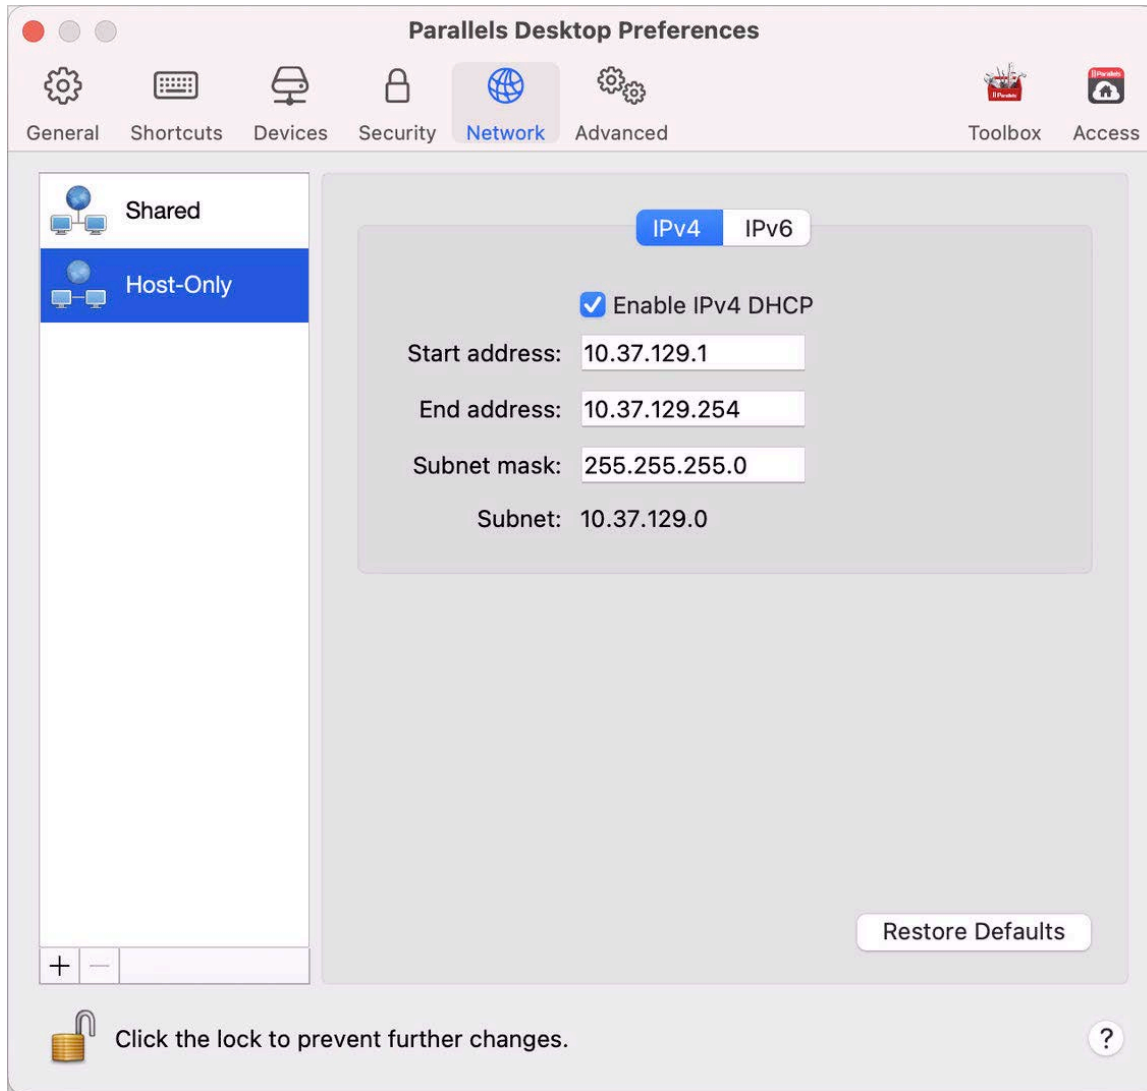 Parallels Desktop Preferences
General Shortcuts Devices Security Network Advanced Toolbox Access
Shared
Host-Only
IPv4 IPv6
Enable IPv4 DHCP
Start address: 10.37.129.1
End address: 10.37.129.254
Subnet mask: 255.255.255.0
Subnet: 10.37.129.0
Restore Defaults
Click the lock to prevent further changes.
?